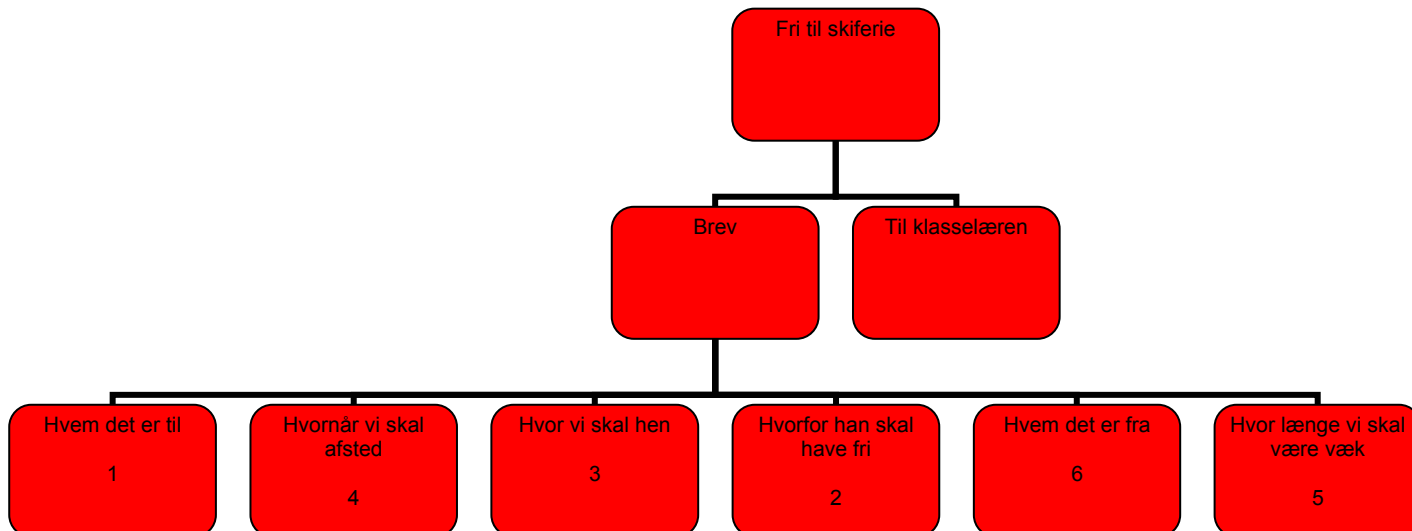 Fri til skiferie
Brev
Til klasselæren
Hvem det er til
1
Hvornår vi skal
afsted
4
Hvor vi skal hen
3
Hvorfor han skal
have fri
2
Hvem det er fra
6
Hvor længe vi skal
være væk
5